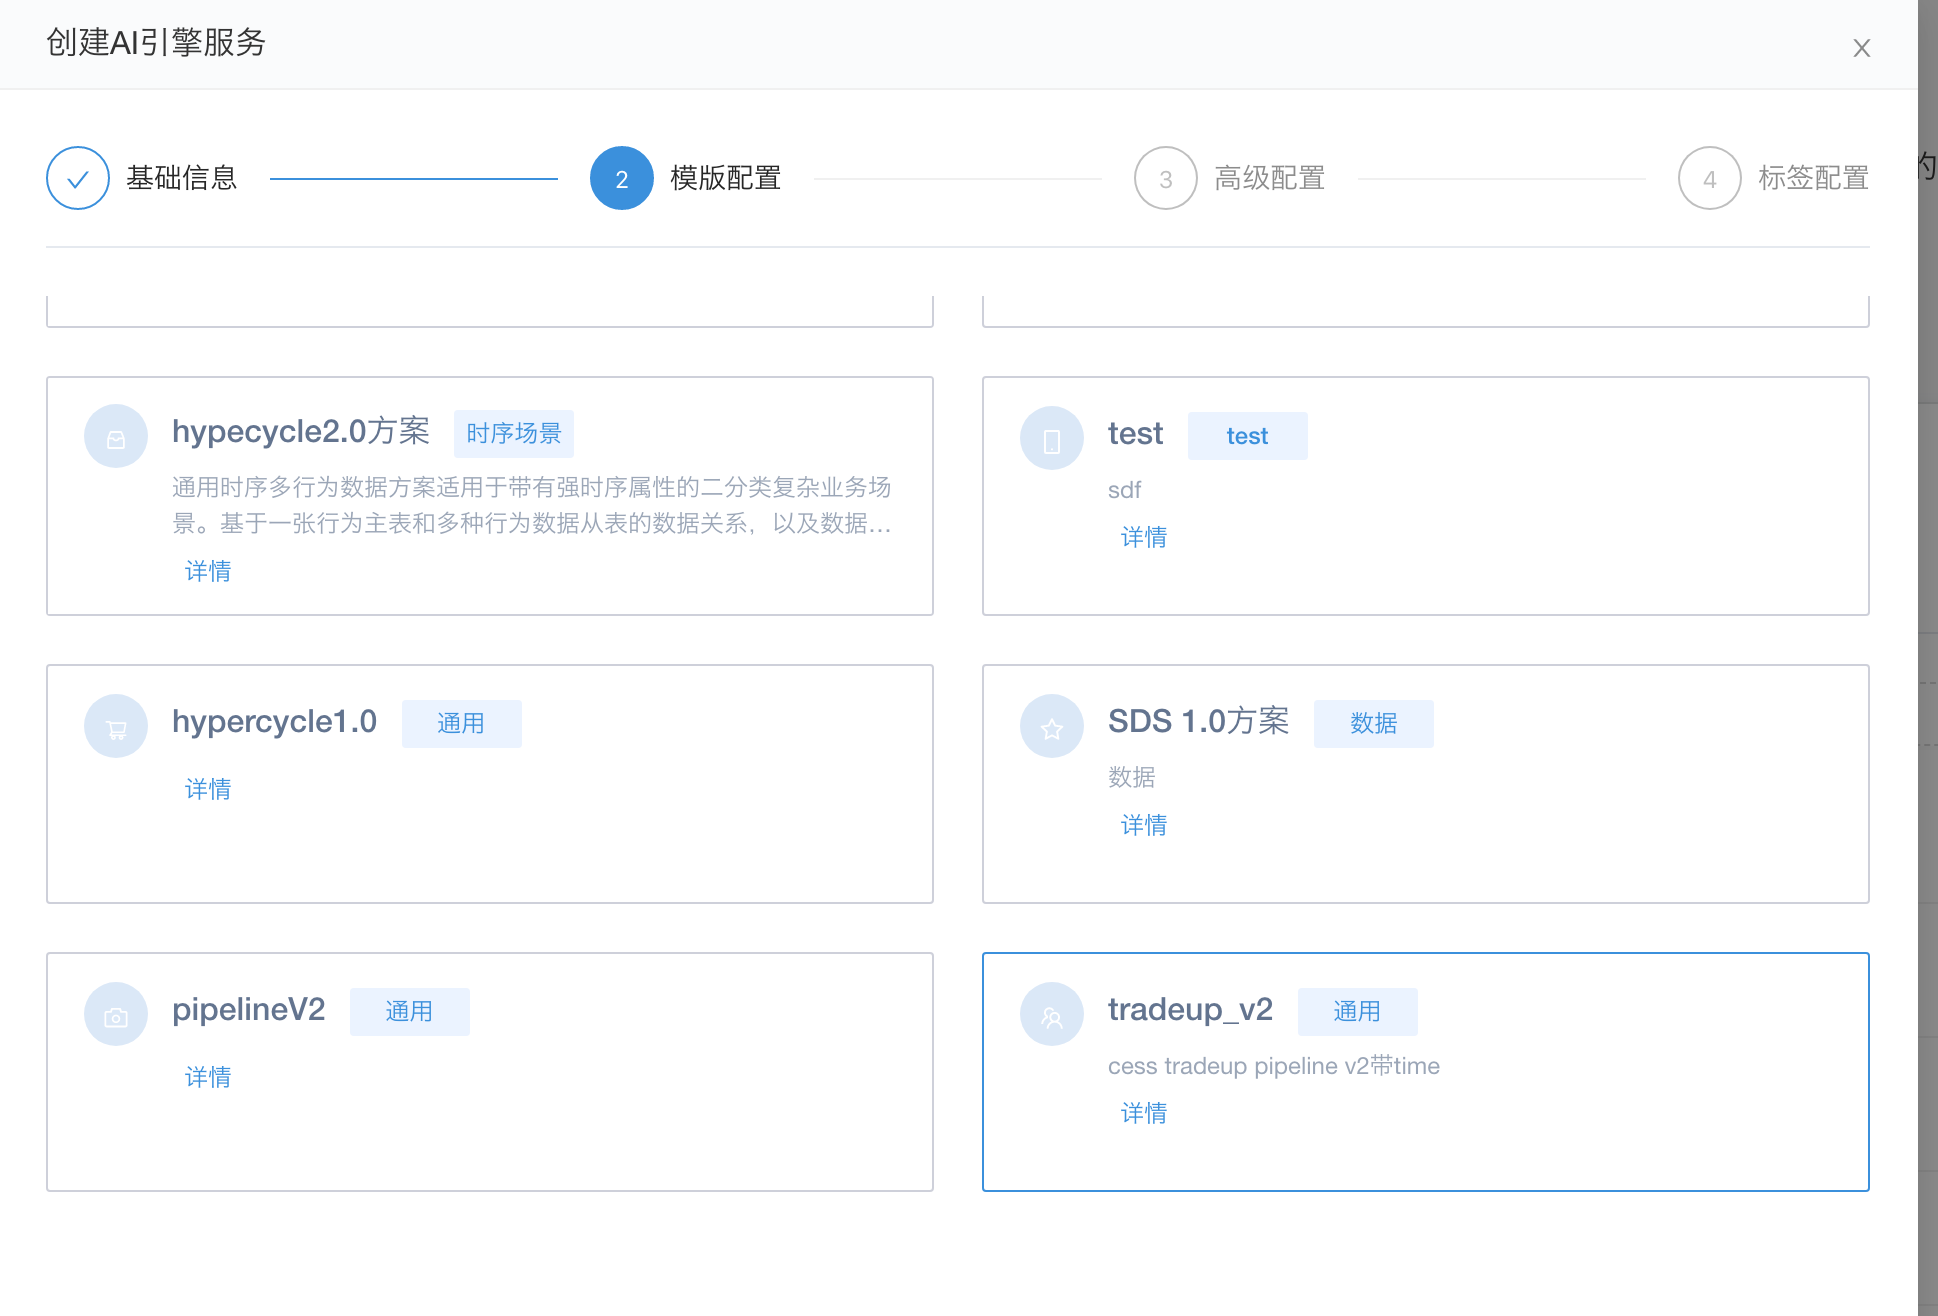 创建AI引擎服务
X
基础信息
2 模版配置
3 高级配置
4 标签配置
的
hypecycle2.0方案 时序场景
通用时序多行为数据方案适用于带有强时序属性的二分类复杂业务场
景。基于一张行为主表和多种行为数据从表的数据关系，以及数据...
详情
test test
sdf
详情
hypercycle1.0 通用
详情
SDS 1.0方案 数据
数据
详情
pipelineV2 通用
详情
tradeup_v2 通用
cess tradeup pipeline v2带time
详情